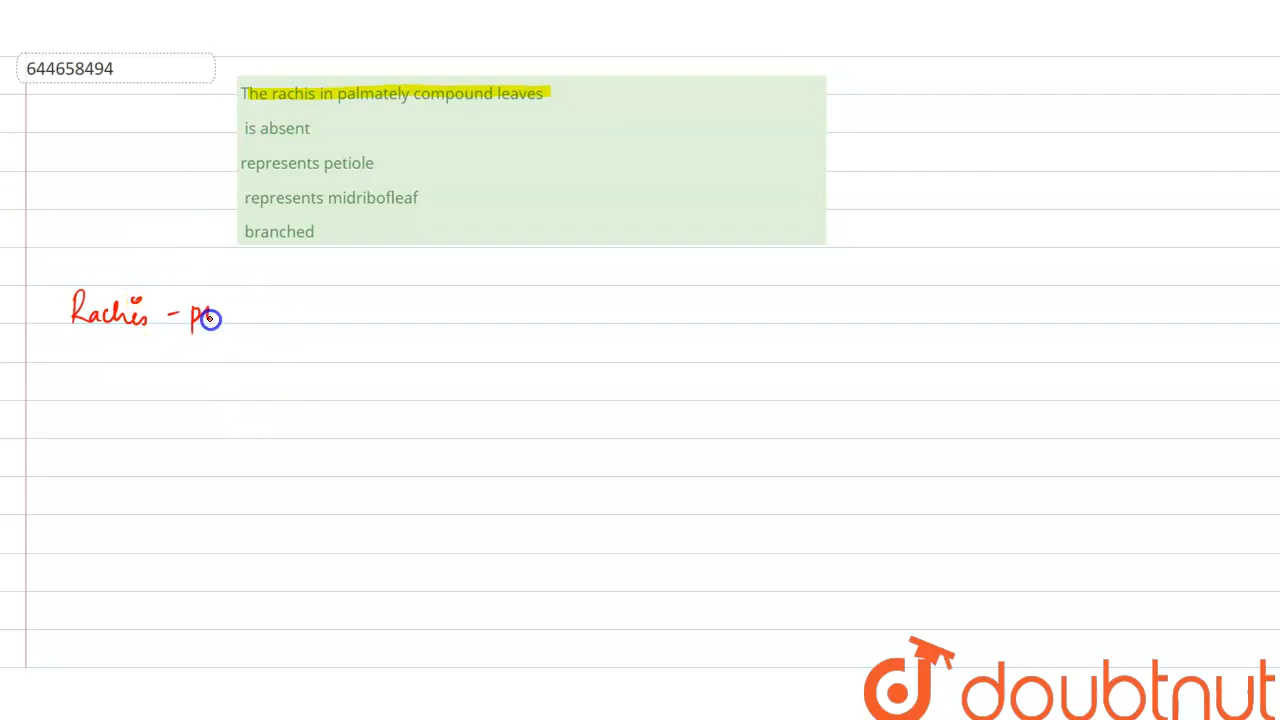 644658494
The rachis in palmately compound leaves
is absent
represents petiole
represents midribofleaf
branched
Rachis -
doubtnut